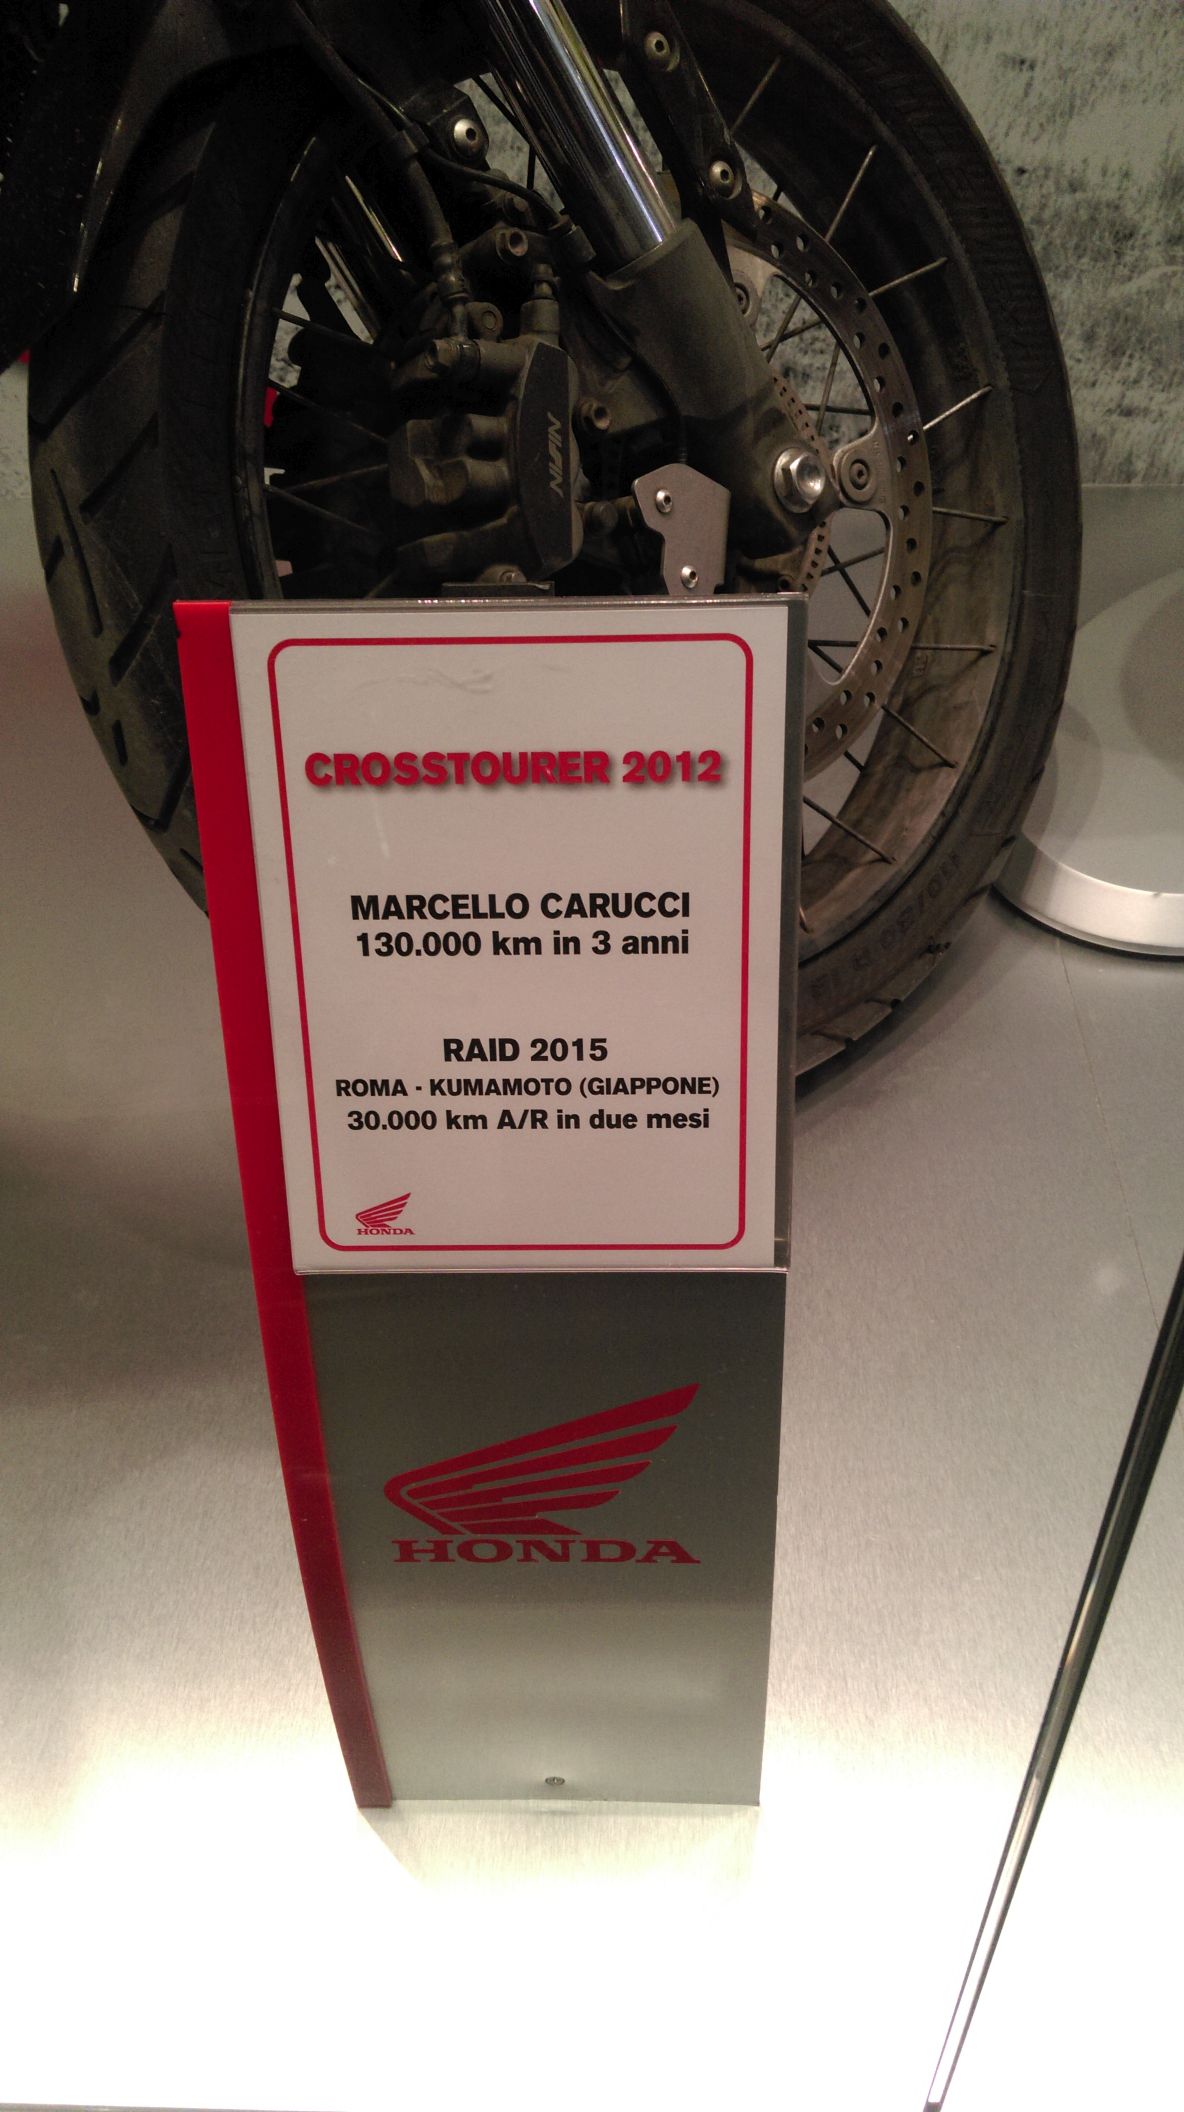 NISSIN
CROSSTOURER 2012
MARCELLO CARUCCI
130.000 km in 3 anni
RAID 2015
ROMA - KUMAMOTO (GIAPPONE)
30.000 km A/R in due mesi
HONDA
HONDA